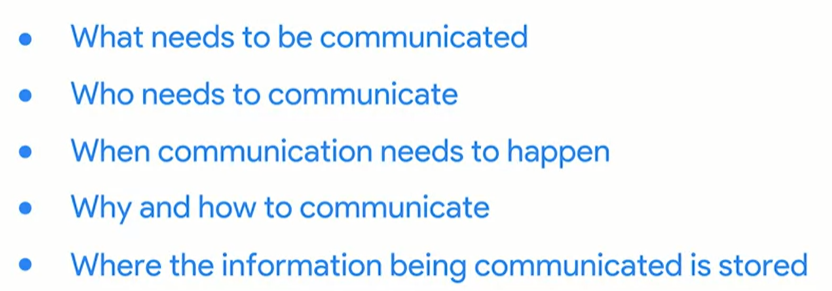 • What needs to be communicated
• Who needs to communicate
• When communication needs to happen
• Why and how to communicate
• Where the information being communicated is stored